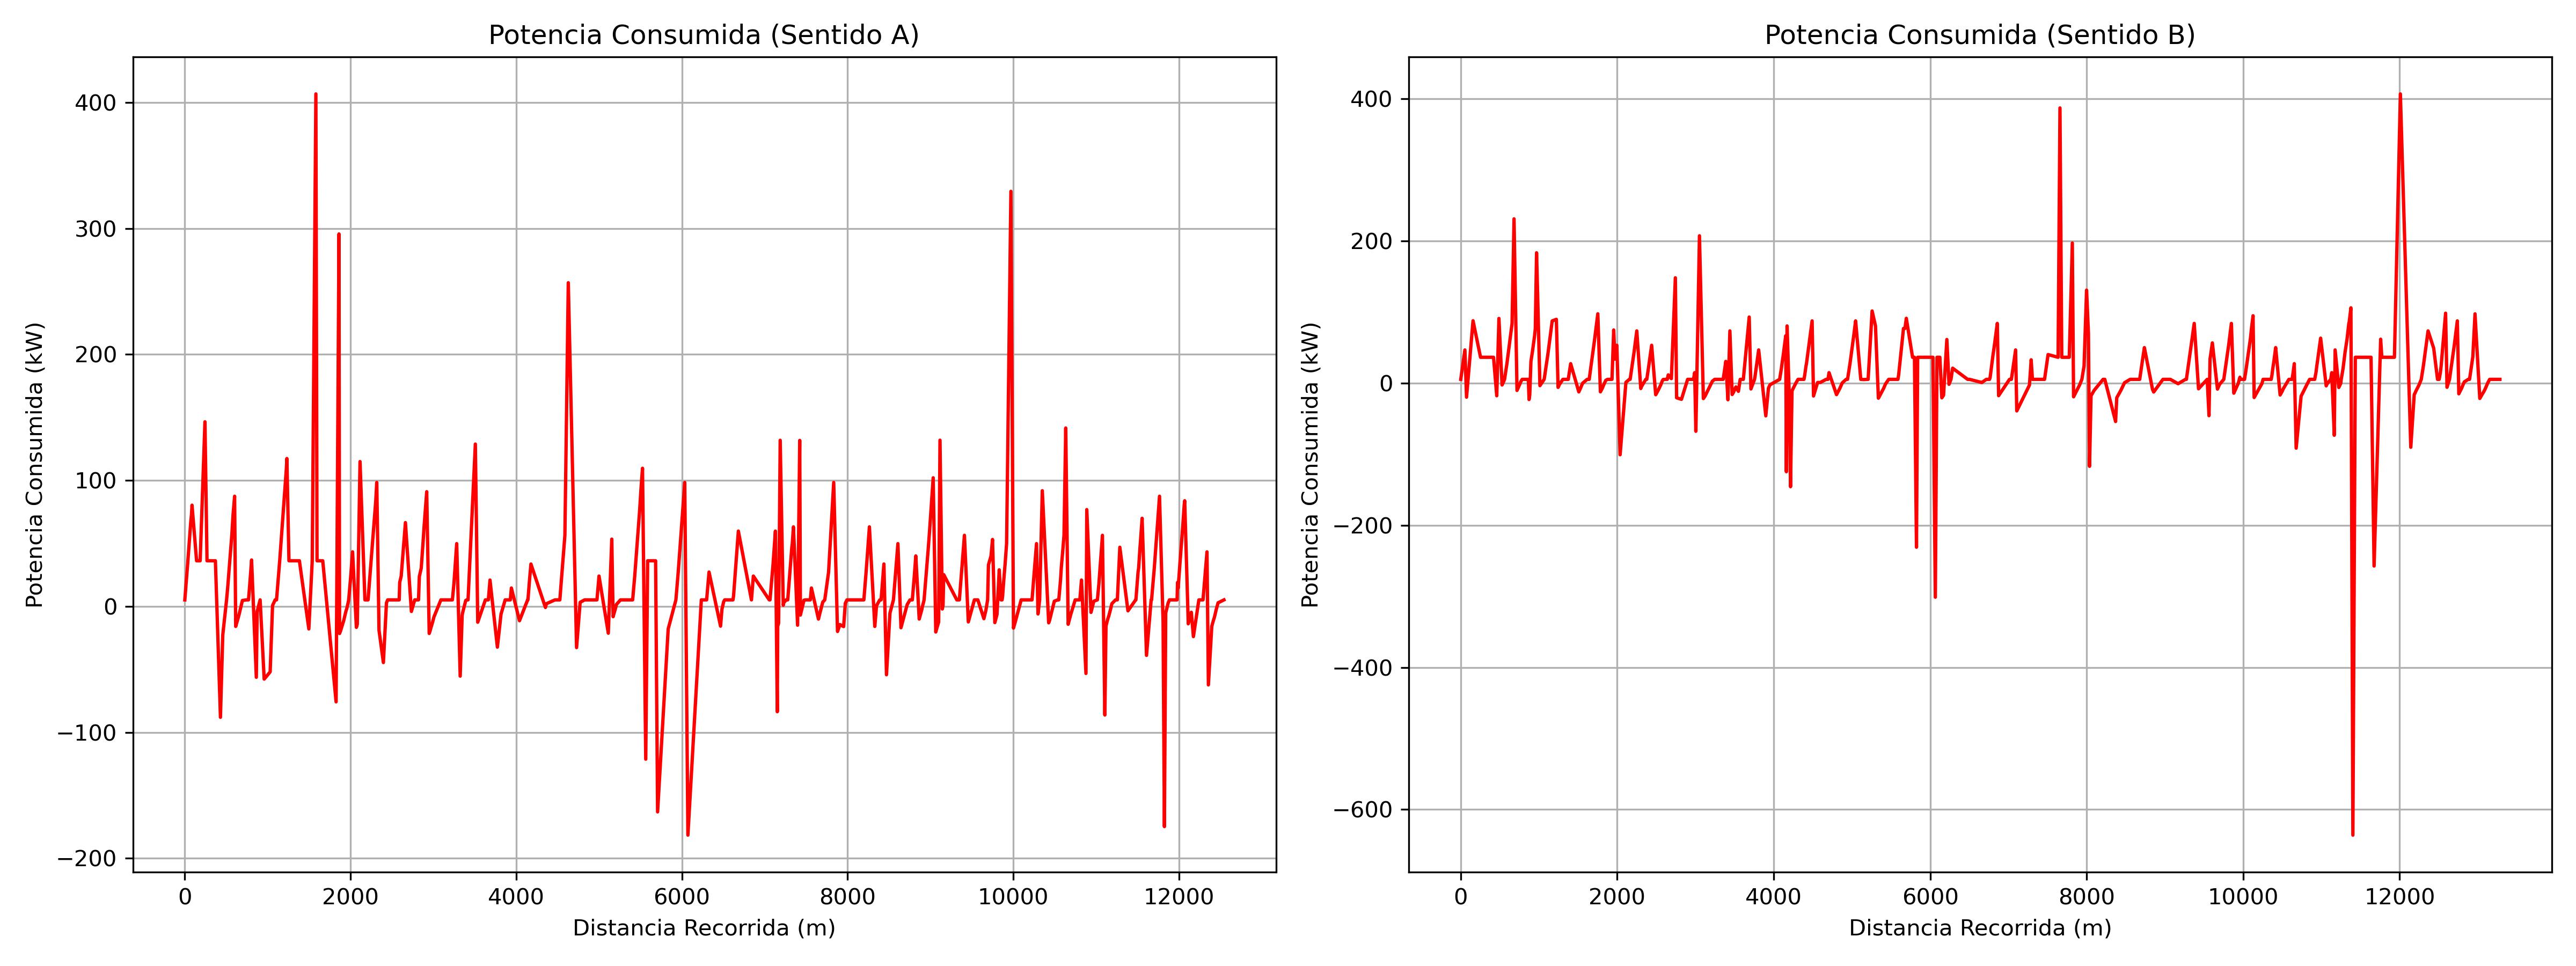 Potencia Consumida (Sentido A)
Potencia Consumida (kW)
400
300
200
100
0
−100
−200
0 2000 4000 6000 8000 10000 12000
Distancia Recorrida (m)
Potencia Consumida (Sentido B)
Potencia Consumida (kW)
400
200
0
−200
−400
−600
0 2000 4000 6000 8000 10000 12000
Distancia Recorrida (m)